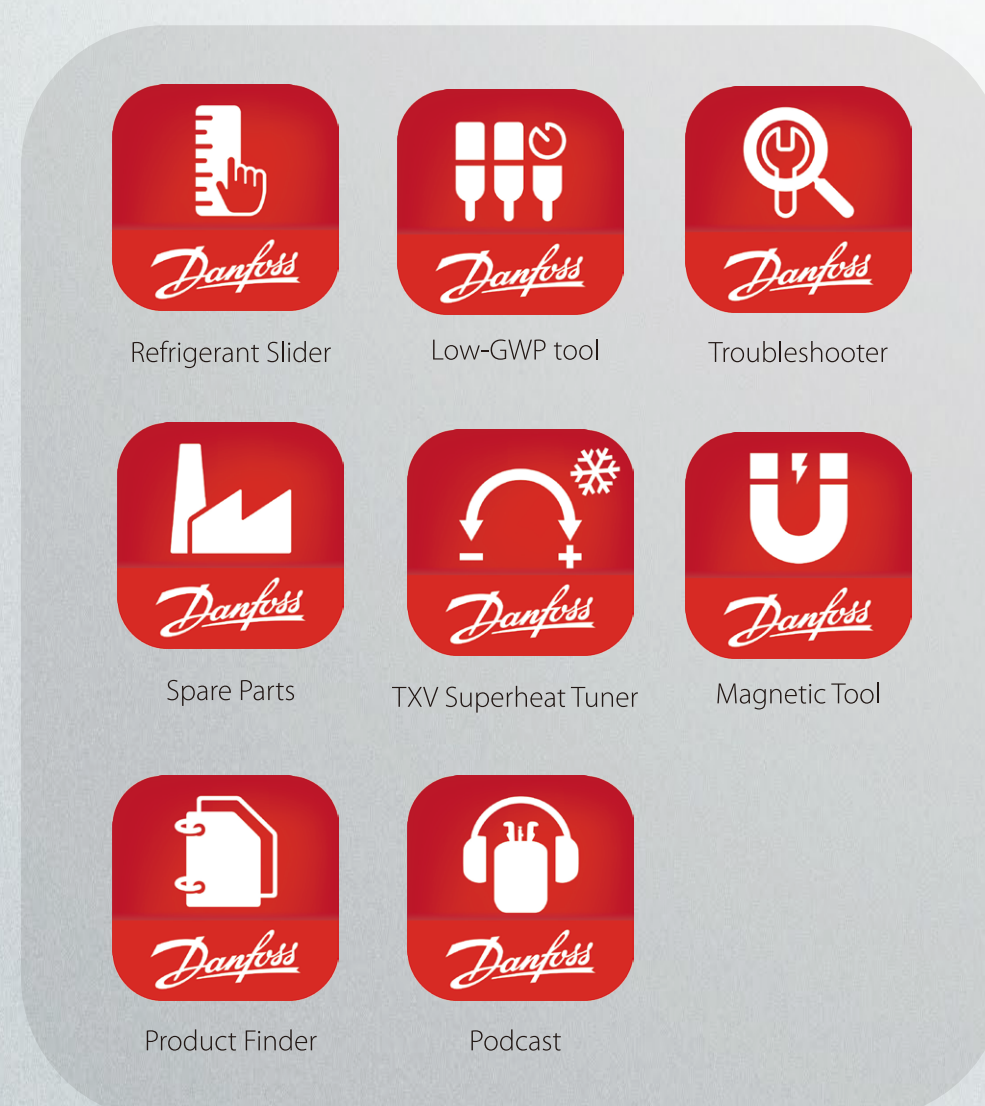 Danfoss
Danfoss
Danfoss
Refrigerant Slider
Low-GWP tool
Troubleshooter
Danfoss
Danfoss
Danfoss
Spare Parts
TXV Superheat Tuner
Magnetic Tool
Danfoss
Danfoss
Product Finder
Podcast